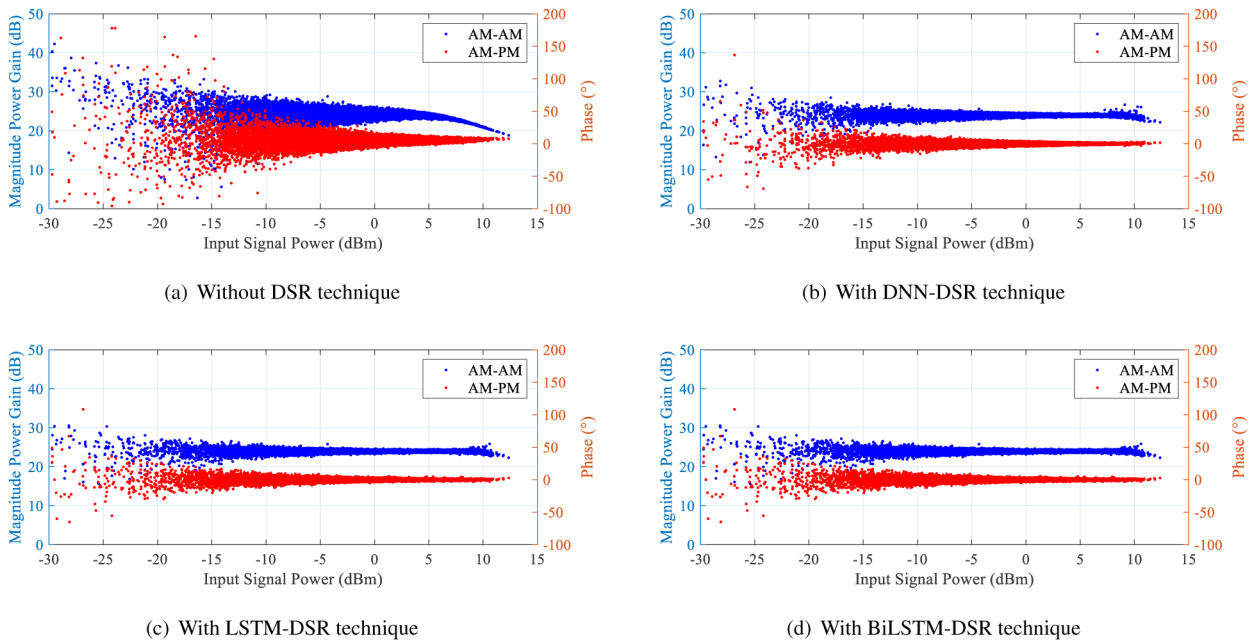 Magnitude Power Gain (dB)
50
40
30
20
10
0
AM-AM
AM-PM
200
150
100
50
0
-50
-100
Phase (°)
-30 -25 -20 -15 -10 -5 0 5 10 15
Input Signal Power (dBm)
(a) Without DSR technique
Magnitude Power Gain (dB)
50
40
30
20
10
0
AM-AM
AM-PM
200
150
100
50
0
-50
-100
Phase (°)
-30 -25 -20 -15 -10 -5 0 5 10 15
Input Signal Power (dBm)
(b) With DNN-DSR technique
Magnitude Power Gain (dB)
50
40
30
20
10
0
AM-AM
AM-PM
200
150
100
50
0
-50
-100
Phase (°)
-30 -25 -20 -15 -10 -5 0 5 10 15
Input Signal Power (dBm)
(c) With LSTM-DSR technique
Magnitude Power Gain (dB)
50
40
30
20
10
0
AM-AM
AM-PM
200
150
100
50
0
-50
-100
Phase (°)
-30 -25 -20 -15 -10 -5 0 5 10 15
Input Signal Power (dBm)
(d) With BiLSTM-DSR technique